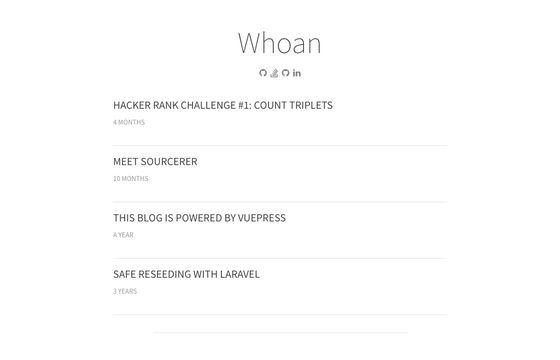 Whoan
HACKER RANK CHALLENGE #1: COUNT TRIPLETS
4 MONTHS
MEET SOURCERER
10 MONTHS
THIS BLOG IS POWERED BY VUEPRESS
A YEAR
SAFE RESEEDING WITH LARAVEL
3 YEARS